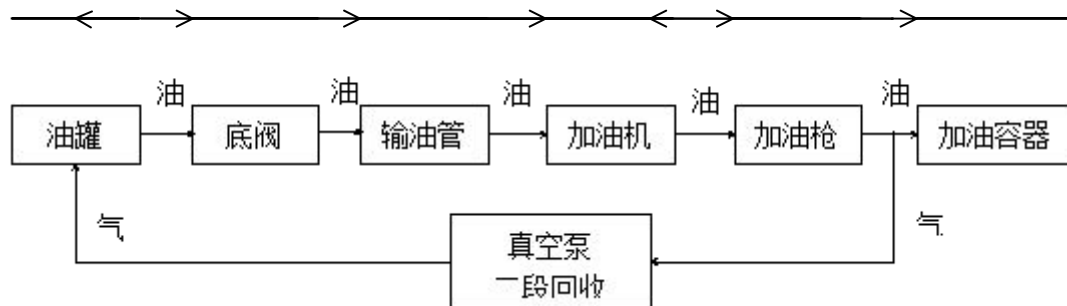 油 油 油 油 油
油罐 底阀 输油管 加油机 加油枪 加油容器
气 气
真空泵
二段回收